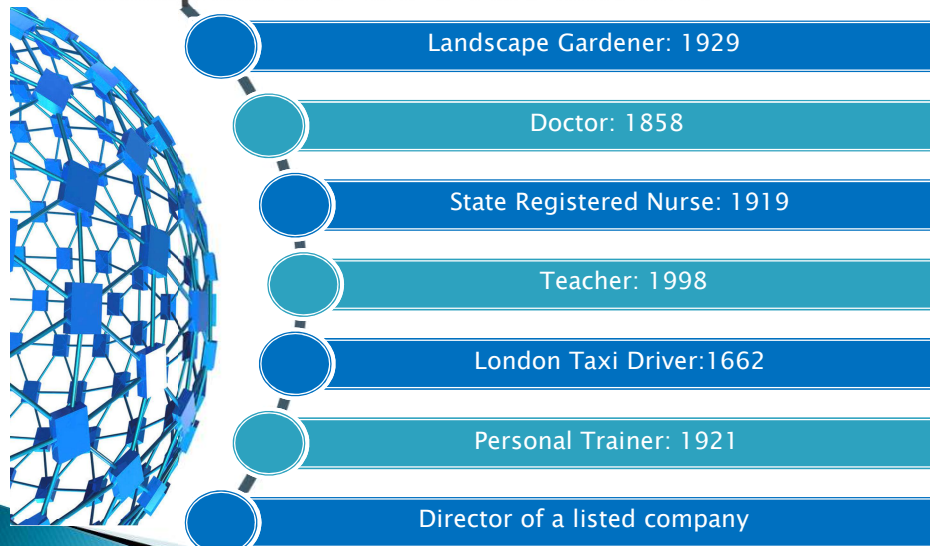 Landscape Gardener: 1929
Doctor: 1858
State Registered Nurse: 1919
Teacher: 1998
London Taxi Driver:1662
Personal Trainer: 1921
Director of a listed company